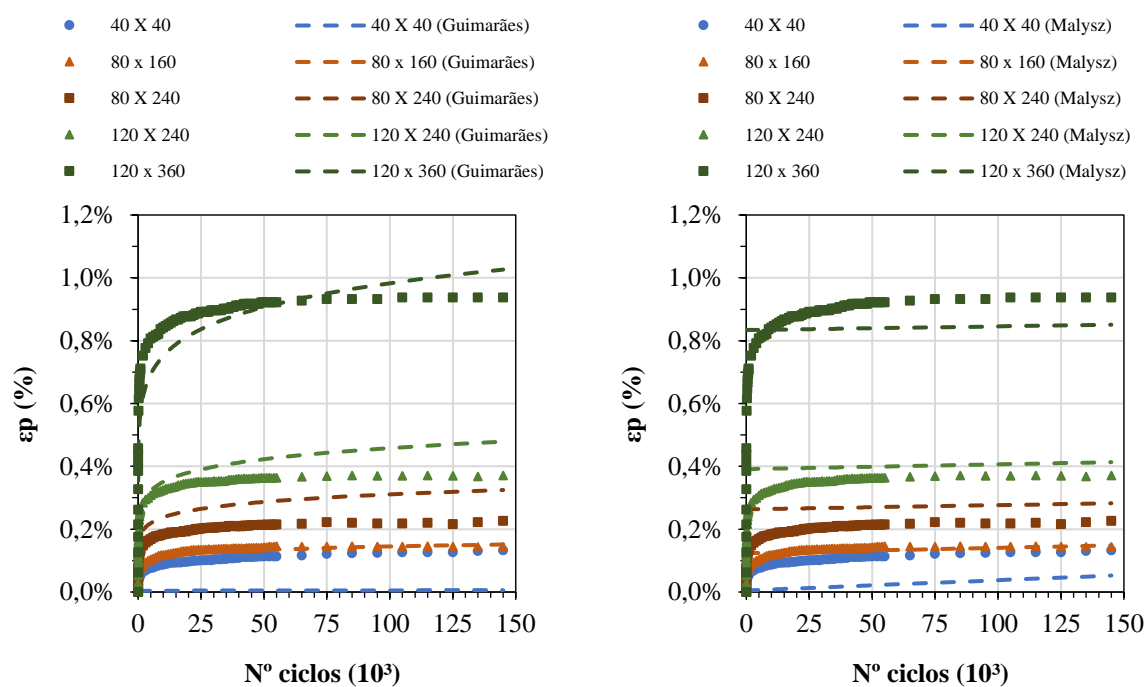 40 X 40
40 X 40 (Guimarães)
80 x 160
80 x 160 (Guimarães)
80 X 240
80 X 240 (Guimarães)
120 X 240
120 X 240 (Guimarães)
120 x 360
120 x 360 (Guimarães)
1,2%
1,0%
0,8%
0,6%
0,4%
0,2%
0,0%
εp (%)
0 25 50 75 100 125 150
Nº ciclos (10³)
40 X 40
40 X 40 (Malysz)
80 x 160
80 x 160 (Malysz)
80 X 240
80 X 240 (Malysz)
120 X 240
120 X 240 (Malysz)
120 x 360
120 x 360 (Malysz)
1,2%
1,0%
0,8%
0,6%
0,4%
0,2%
0,0%
εp (%)
0 25 50 75 100 125 150
Nº ciclos (10³)